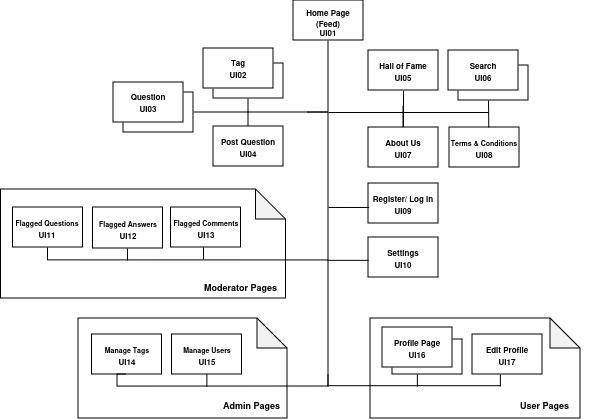 Home Page
(Feed)
UI01
Tag
UI02
Hall of Fame
UI05
Search
UI06
Question
UI03
Post Question
UI04
About Us
UI07
Terms & Conditions
UI08
Register/ Log in
UI09
Flagged Questions
UI11
Flagged Answers
UI12
Flagged Comments
UI13
Settings
UI10
Moderator Pages
Manage Tags
UI14
Manage Users
UI15
Admin Pages
Profile Page
UI16
Edit Profile
UI17
User Pages